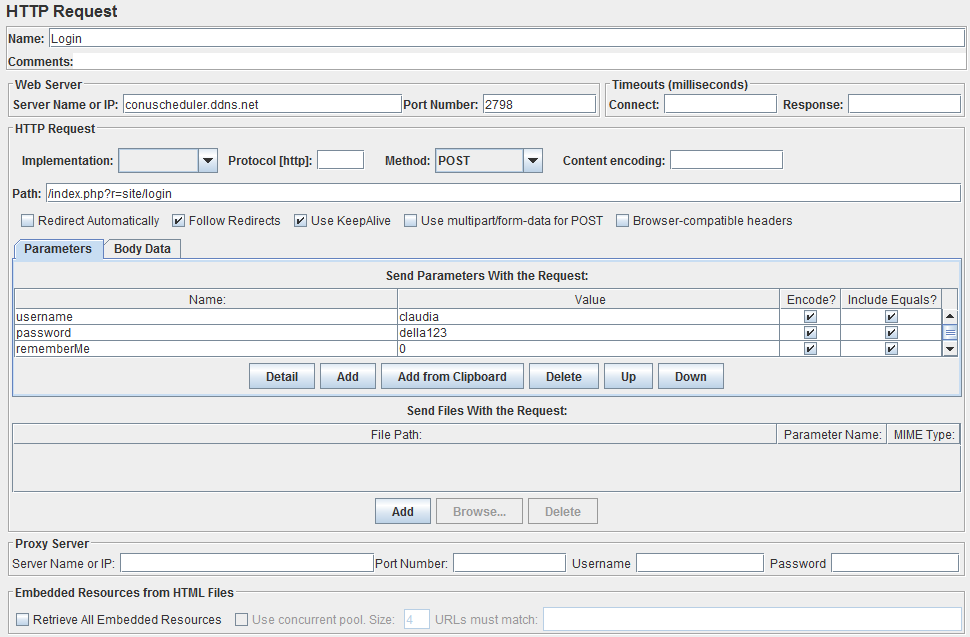 HTTP Request
Name: Login
Comments:
Web Server
Timeouts (milliseconds)
Server Name or IP: conuscheduler.ddns.net Port Number: 2798 Connect: Response:
HTTP Request
Implementation: Protocol [http]: Method: POST Content encoding:
Path: /index.php?r=site/login
Redirect Automatically Follow Redirects Use KeepAlive Use multipart/form-data for POST Browser-compatible headers
Parameters Body Data
Send Parameters With the Request:
Name: Value Encode? Include Equals?
username claudia
password della123
rememberMe 0
Detail Add Add from Clipboard Delete Up Down
Send Files With the Request:
File Path: Parameter Name: MIME Type:
Add Browse... Delete
Proxy Server
Server Name or IP: Port Number: Username Password
Embedded Resources from HTML Files
Retrieve All Embedded Resources Use concurrent pool. Size: 4 URLs must match: